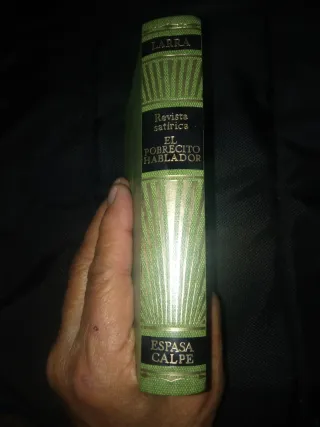 LARRA
Revista
satírica
EL
POBRECITO
HABLADOR
ESPASA
CALPE